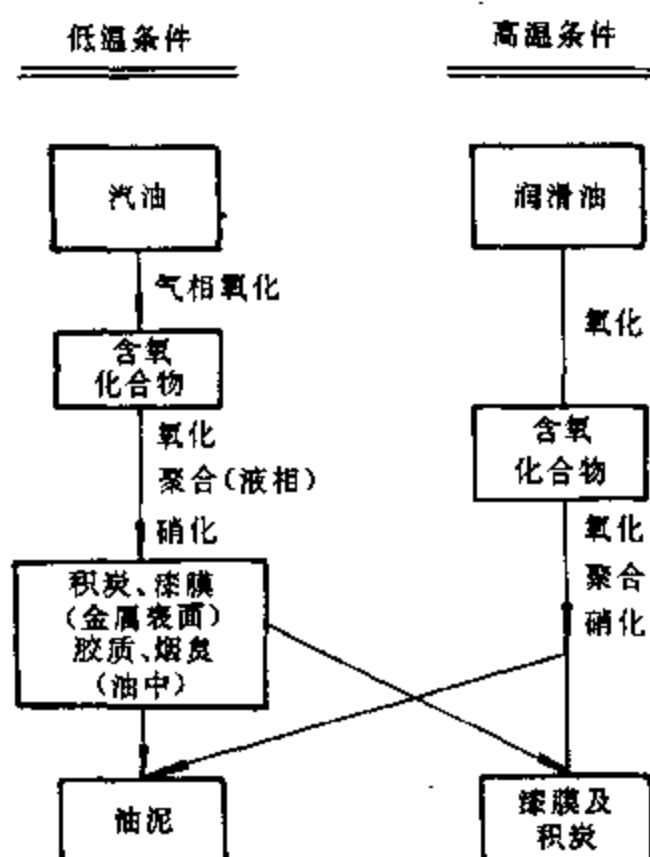 低温条件
高温条件
汽油
润滑油
气相氧化
氧化
含氧
化合物
含氧
化合物
氧化
聚合(液相)
硝化
氧化
聚合
硝化
积炭、漆膜
(金属表面)
胶质、烟炱
(油中)
油泥
漆膜及
积炭